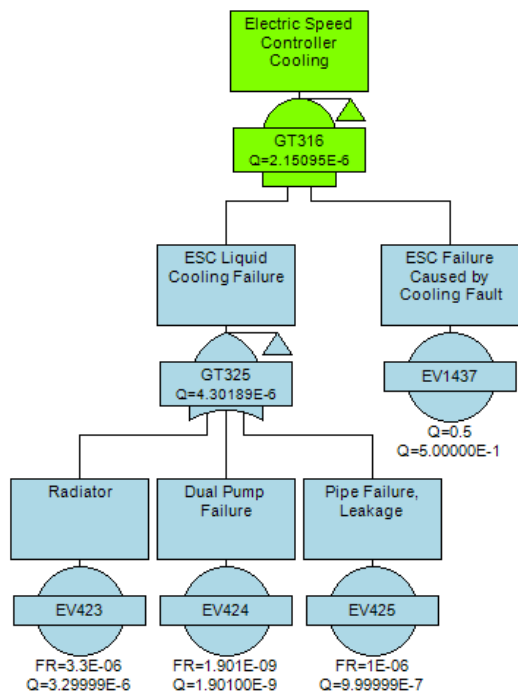 Electric Speed
Controller
Cooling
GT316
Q=2.15095E-6
ESC Liquid
Cooling Failure
ESC Failure
Caused by
Cooling Fault
GT325
Q=4.30189E-6
EV1437
Q=0.5
Q=5.00000E-1
Radiator
Dual Pump
Failure
Pipe Failure,
Leakage
EV423
EV424
EV425
FR=3.3E-06
Q=3.29999E-6
FR=1.901E-09
Q=1.90100E-9
FR=1E-06
Q=9.99999E-7